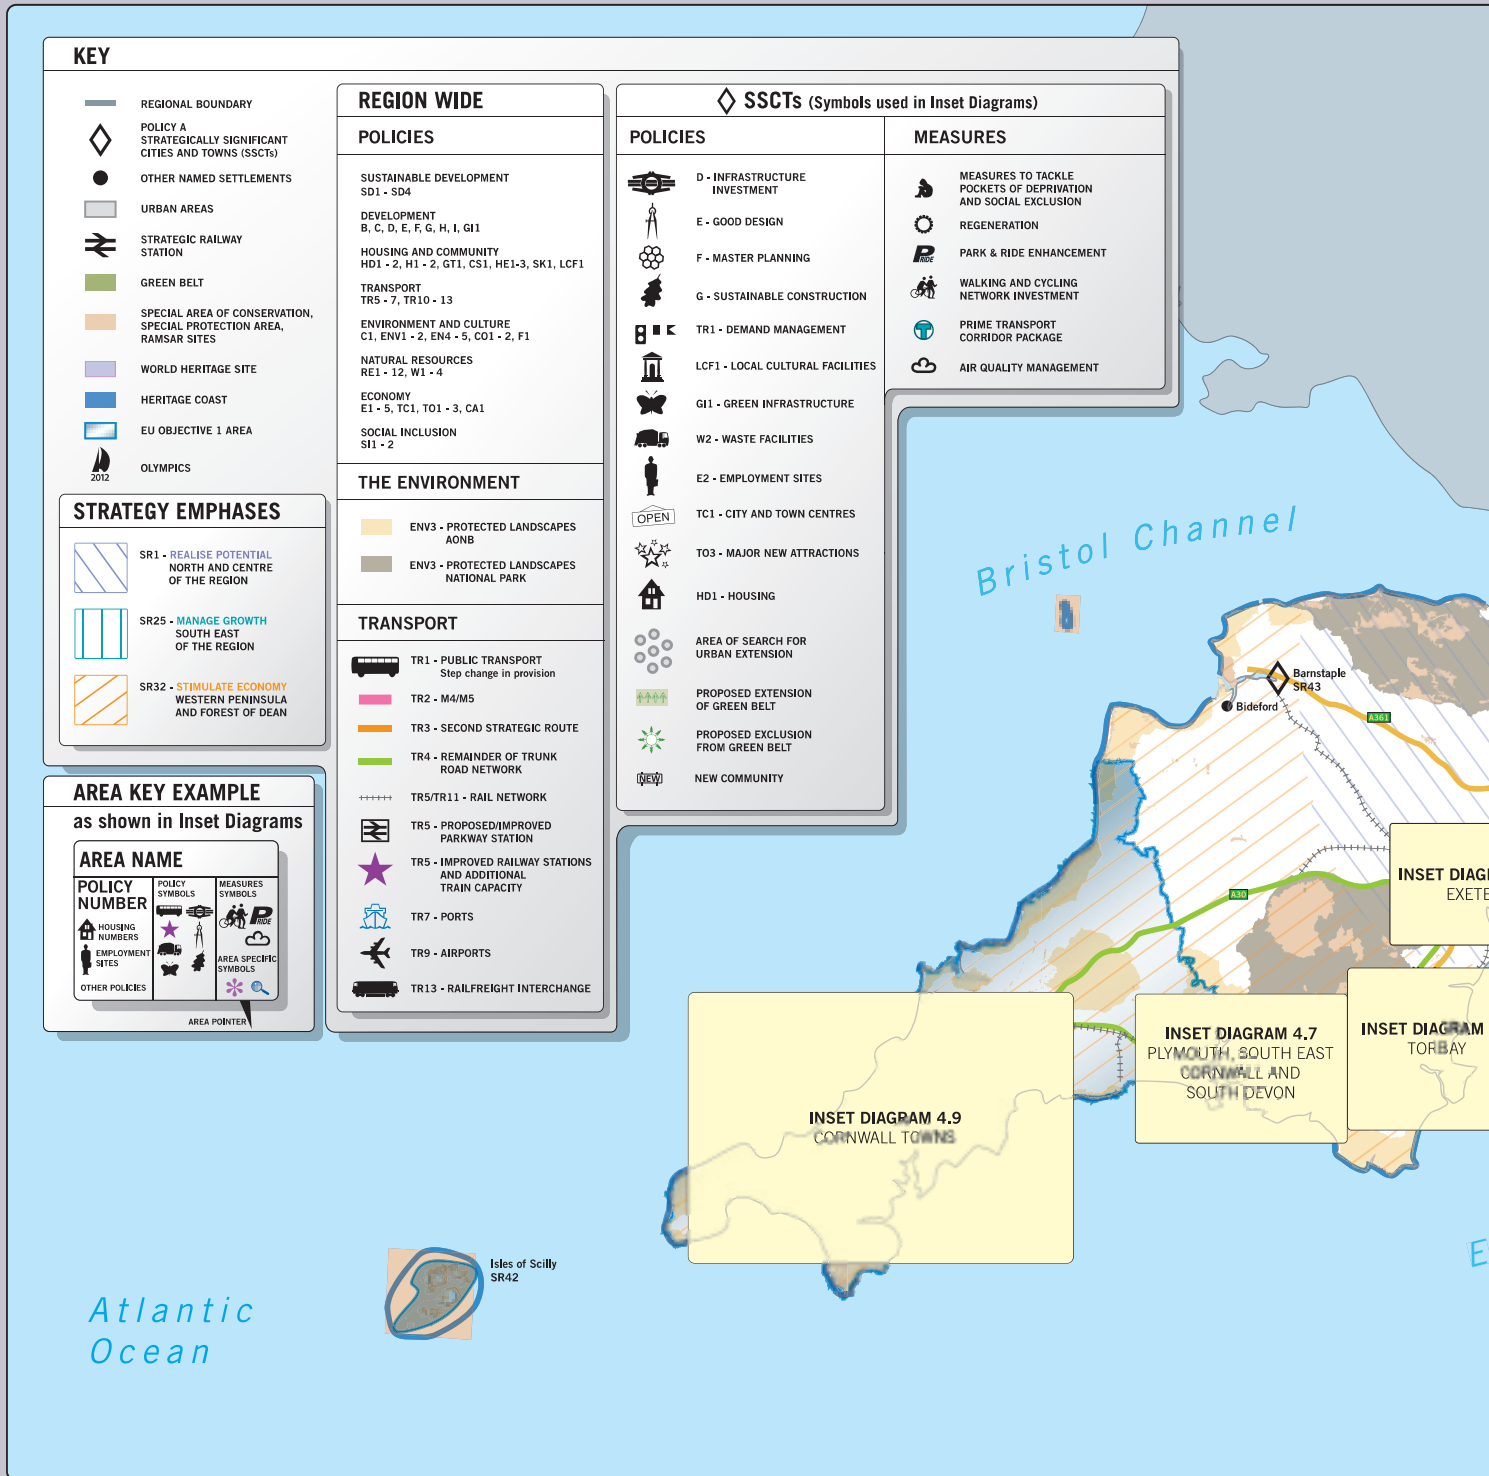 KEY
REGIONAL BOUNDARY
POLICY A
STRATEGICALLY SIGNIFICANT
CITIES AND TOWNS (SSCTs)
OTHER NAMED SETTLEMENTS
URBAN AREAS
STRATEGIC RAILWAY
STATION
GREEN BELT
SPECIAL AREA OF CONSERVATION,
SPECIAL PROTECTION AREA,
RAMSAR SITES
WORLD HERITAGE SITE
HERITAGE COAST
EU OBJECTIVE 1 AREA
OLYMPICS
2012
STRATEGY EMPHASES
SR1 - REALISE POTENTIAL
NORTH AND CENTRE
OF THE REGION
SR25 - MANAGE GROWTH
SOUTH EAST
OF THE REGION
SR32 - STIMULATE ECONOMY
WESTERN PENINSULA
AND FOREST OF DEAN
REGION WIDE
POLICIES
SUSTAINABLE DEVELOPMENT
SD1 - SD4
DEVELOPMENT
B, C, D, E, F, G, H, I, GI1
HOUSING AND COMMUNITY
HD1 - 2, H1 - 2, GT1, CS1, HE1-3, SK1, LCF1
TRANSPORT
TR5 - 7, TR10 - 13
ENVIRONMENT AND CULTURE
C1, ENV1 - 2, EN4 - 5, CO1 - 2, F1
NATURAL RESOURCES
RE1 - 12, W1 - 4
ECONOMY
E1 - 5, TC1, TO1 - 3, CA1
SOCIAL INCLUSION
SI1 - 2
THE ENVIRONMENT
ENV3 - PROTECTED LANDSCAPES
AONB
ENV3 - PROTECTED LANDSCAPES
NATIONAL PARK
TRANSPORT
TR1 - PUBLIC TRANSPORT
Step change in provision
TR2 - M4/M5
TR3 - SECOND STRATEGIC ROUTE
TR4 - REMAINDER OF TRUNK
ROAD NETWORK
TR5/TR11 - RAIL NETWORK
TR5 - PROPOSED/IMPROVED
PARKWAY STATION
TR5 - IMPROVED RAILWAY STATIONS
AND ADDITIONAL
TRAIN CAPACITY
TR7 - PORTS
TR9 - AIRPORTS
TR13 - RAILFREIGHT INTERCHANGE
SSCTs (Symbols used in Inset Diagrams)
POLICIES
D - INFRASTRUCTURE
INVESTMENT
E - GOOD DESIGN
F - MASTER PLANNING
G - SUSTAINABLE CONSTRUCTION
TR1 - DEMAND MANAGEMENT
LCF1 - LOCAL CULTURAL FACILITIES
GI1 - GREEN INFRASTRUCTURE
W2 - WASTE FACILITIES
E2 - EMPLOYMENT SITES
OPEN
TC1 - CITY AND TOWN CENTRES
TO3 - MAJOR NEW ATTRACTIONS
HD1 - HOUSING
AREA OF SEARCH FOR
URBAN EXTENSION
PROPOSED EXTENSION
OF GREEN BELT
PROPOSED EXCLUSION
FROM GREEN BELT
NEW
NEW COMMUNITY
MEASURES
MEASURES TO TACKLE
POCKETS OF DEPRIVATION
AND SOCIAL EXCLUSION
REGENERATION
P RIDE
PARK & RIDE ENHANCEMENT
WALKING AND CYCLING
NETWORK INVESTMENT
T
PRIME TRANSPORT
CORRIDOR PACKAGE
AIR QUALITY MANAGEMENT
AREA KEY EXAMPLE
as shown in Inset Diagrams
AREA NAME
POLICY
NUMBER
HOUSING
NUMBERS
EMPLOYMENT
SITES
OTHER POLICIES
POLICY
SYMBOLS
MEASURES
SYMBOLS
P RIDE
AREA SPECIFIC
SYMBOLS
AREA POINTER
Bristol Channel
Barnstaple
SR43
Bideford
A361
A30
INSET DIAG
EXETE
INSET DIAGRAM 4.7
PLYMOUTH, SOUTH EAST
CORNWALL AND
SOUTH DEVON
INSET DIAGRAM
TORBAY
INSET DIAGRAM 4.9
CORNWALL TOWNS
Isles of Scilly
SR42
Atlantic
Ocean
E